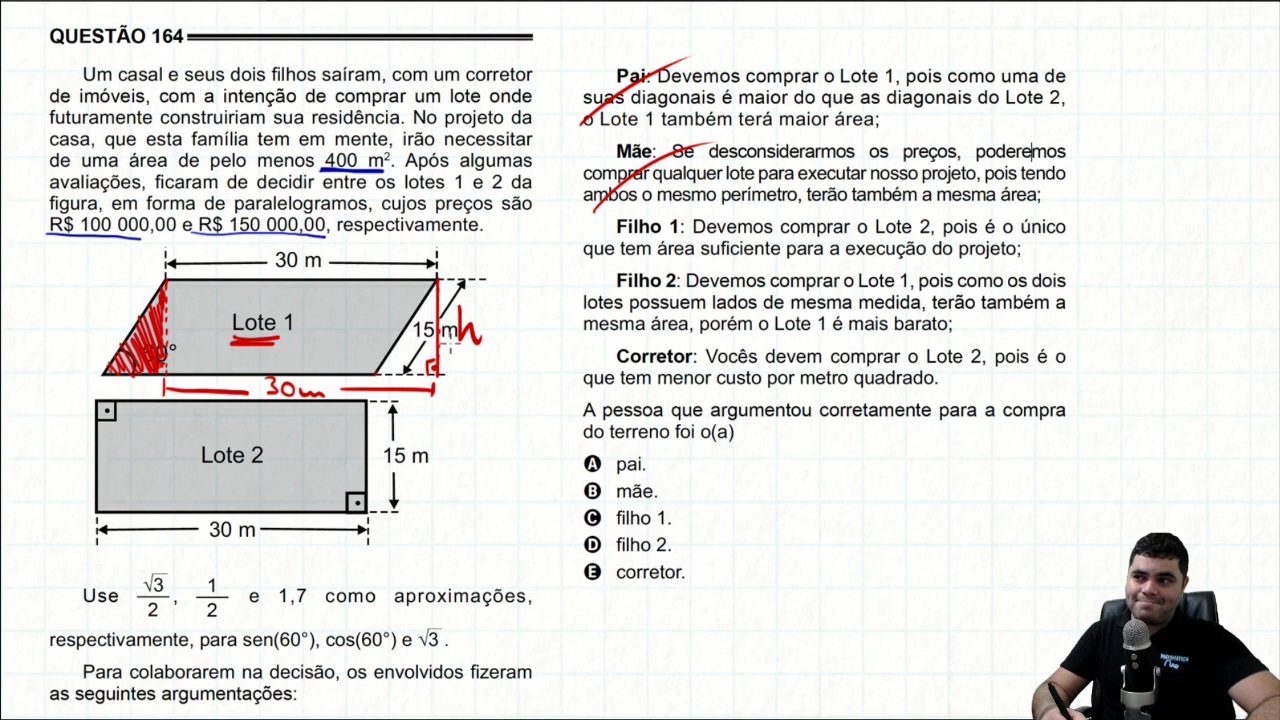 QUESTÃO 164
Um casal e seus dois filhos saíram, com um corretor
de imóveis, com a intenção de comprar um lote onde
futuramente construiriam sua residência. No projeto da
casa, que esta família tem em mente, irão necessitar
de uma área de pelo menos 400 m². Após algumas
avaliações, ficaram de decidir entre os lotes 1 e 2 da
figura, em forma de paralelogramos, cujos preços são
R$ 100 000,00 e R$ 150 000,00, respectivamente.
30 m
Lote 1
15 m
h
30m
Lote 2
15 m
30 m
Use √3/2, 1/2 e 1,7 como aproximações,
respectivamente, para sen(60°), cos(60°) e √3.
Para colaborarem na decisão, os envolvidos fizeram
as seguintes argumentações:
Pai: Devemos comprar o Lote 1, pois como uma de
suas diagonais é maior do que as diagonais do Lote 2,
o Lote 1 também terá maior área;
Mãe: Se desconsiderarmos os preços, poderemos
comprar qualquer lote para executar nosso projeto, pois tendo
ambos o mesmo perímetro, terão também a mesma área;
Filho 1: Devemos comprar o Lote 2, pois é o único
que tem área suficiente para a execução do projeto;
Filho 2: Devemos comprar o Lote 1, pois como os dois
lotes possuem lados de mesma medida, terão também a
mesma área, porém o Lote 1 é mais barato;
Corretor: Vocês devem comprar o Lote 2, pois é o
que tem menor custo por metro quadrado.
A pessoa que argumentou corretamente para a compra
do terreno foi o(a)
A pai.
B mãe.
C filho 1.
D filho 2.
E corretor.